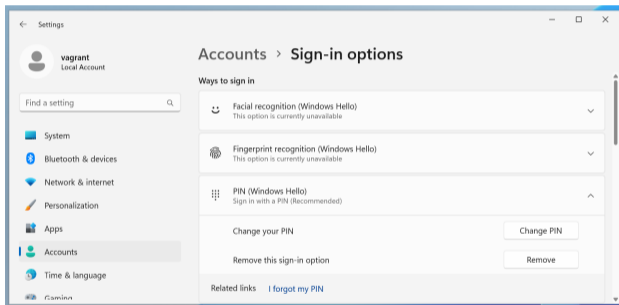 Settings
vagrant
Local Account
Find a setting
System
Bluetooth & devices
Network & internet
Personalization
Apps
Accounts
Time & language
Gaming
Accounts > Sign-in options
Ways to sign in
Facial recognition (Windows Hello)
This option is currently unavailable
Fingerprint recognition (Windows Hello)
This option is currently unavailable
PIN (Windows Hello)
Sign in with a PIN (Recommended)
Change your PIN
Change PIN
Remove this sign-in option
Remove
Related links I forgot my PIN